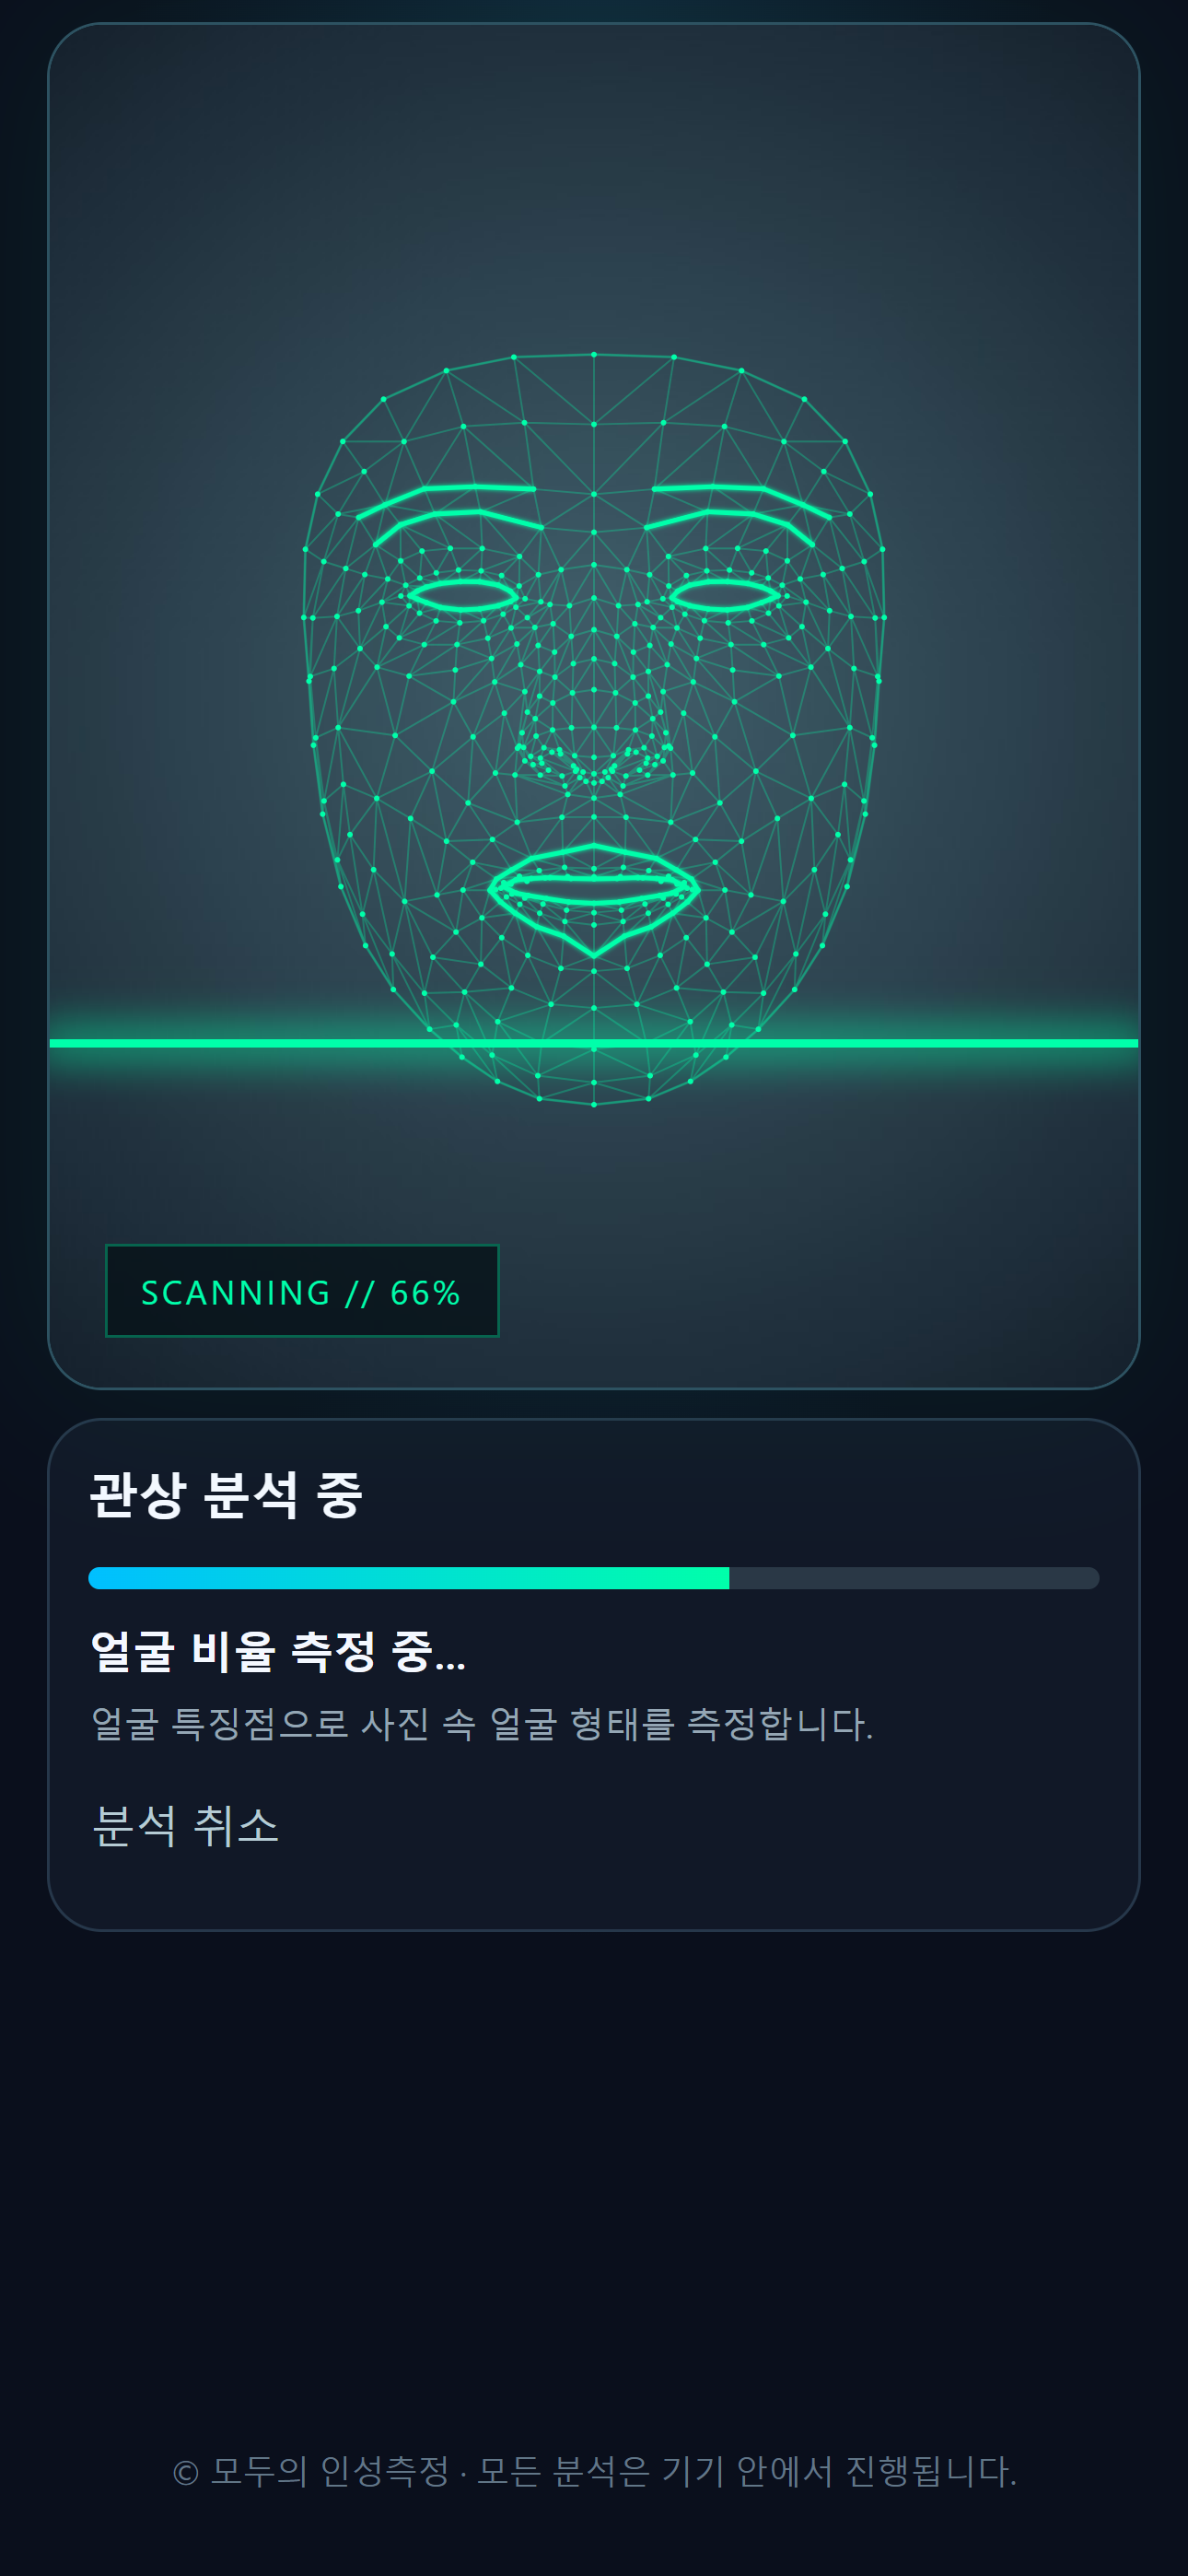 SCANNING // 66%
관상 분석 중
얼굴 비율 측정 중…
얼굴 특징점으로 사진 속 얼굴 형태를 측정합니다.
분석 취소
© 모두의 인성측정 · 모든 분석은 기기 안에서 진행됩니다.